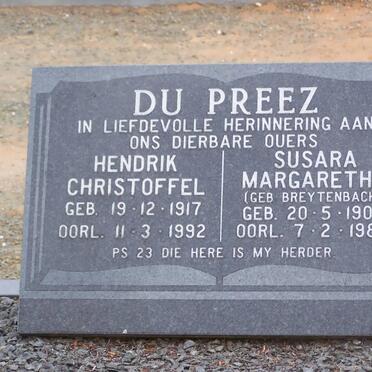 DU PREEZ
IN LIEFDEVOLLE HERINNERING AAN
ONS DIERBARE OUERS
HENDRIK
CHRISTOFFEL
GEB. 19-12-1917
OORL. 11-3-1992
SUSARA
MARGARETH
(GEB BREYTENBACH
GEB. 20-5-190
OORL. 7-2-198
PS 23 DIE HERE IS MY HERDER